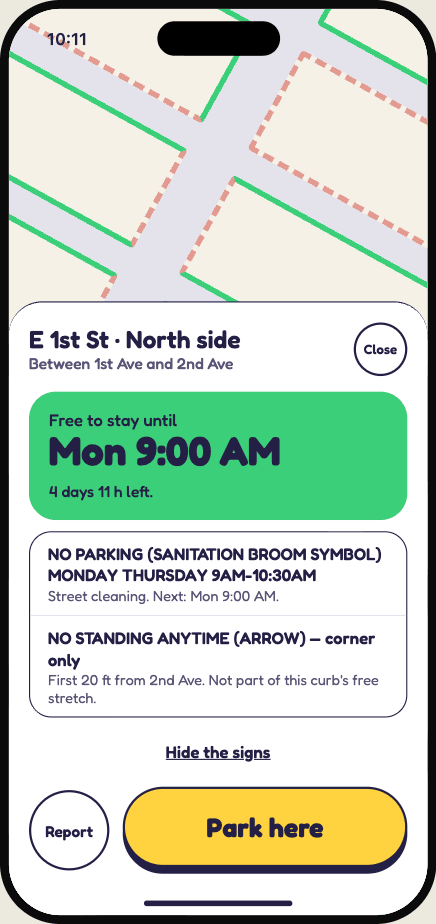 10:11
E 1st St · North side
Between 1st Ave and 2nd Ave
Close
Free to stay until
Mon 9:00 AM
4 days 11 h left.
NO PARKING (SANITATION BROOM SYMBOL)
MONDAY THURSDAY 9AM-10:30AM
Street cleaning. Next: Mon 9:00 AM.
NO STANDING ANYTIME (ARROW) — corner
only
First 20 ft from 2nd Ave. Not part of this curb's free
stretch.
Hide the signs
Report
Park here